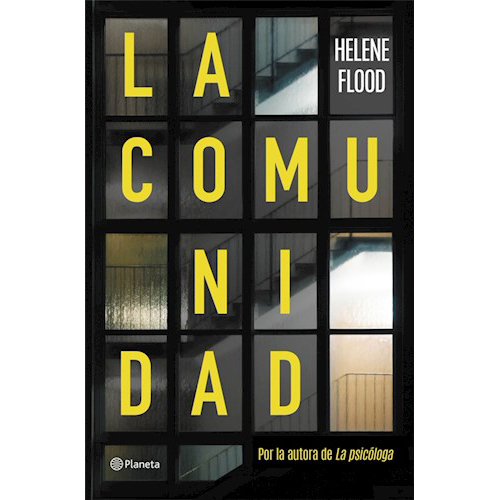 HELENE
FLOOD
LA
COMU
NI
DAD
Por la autora de La psicóloga
Planeta